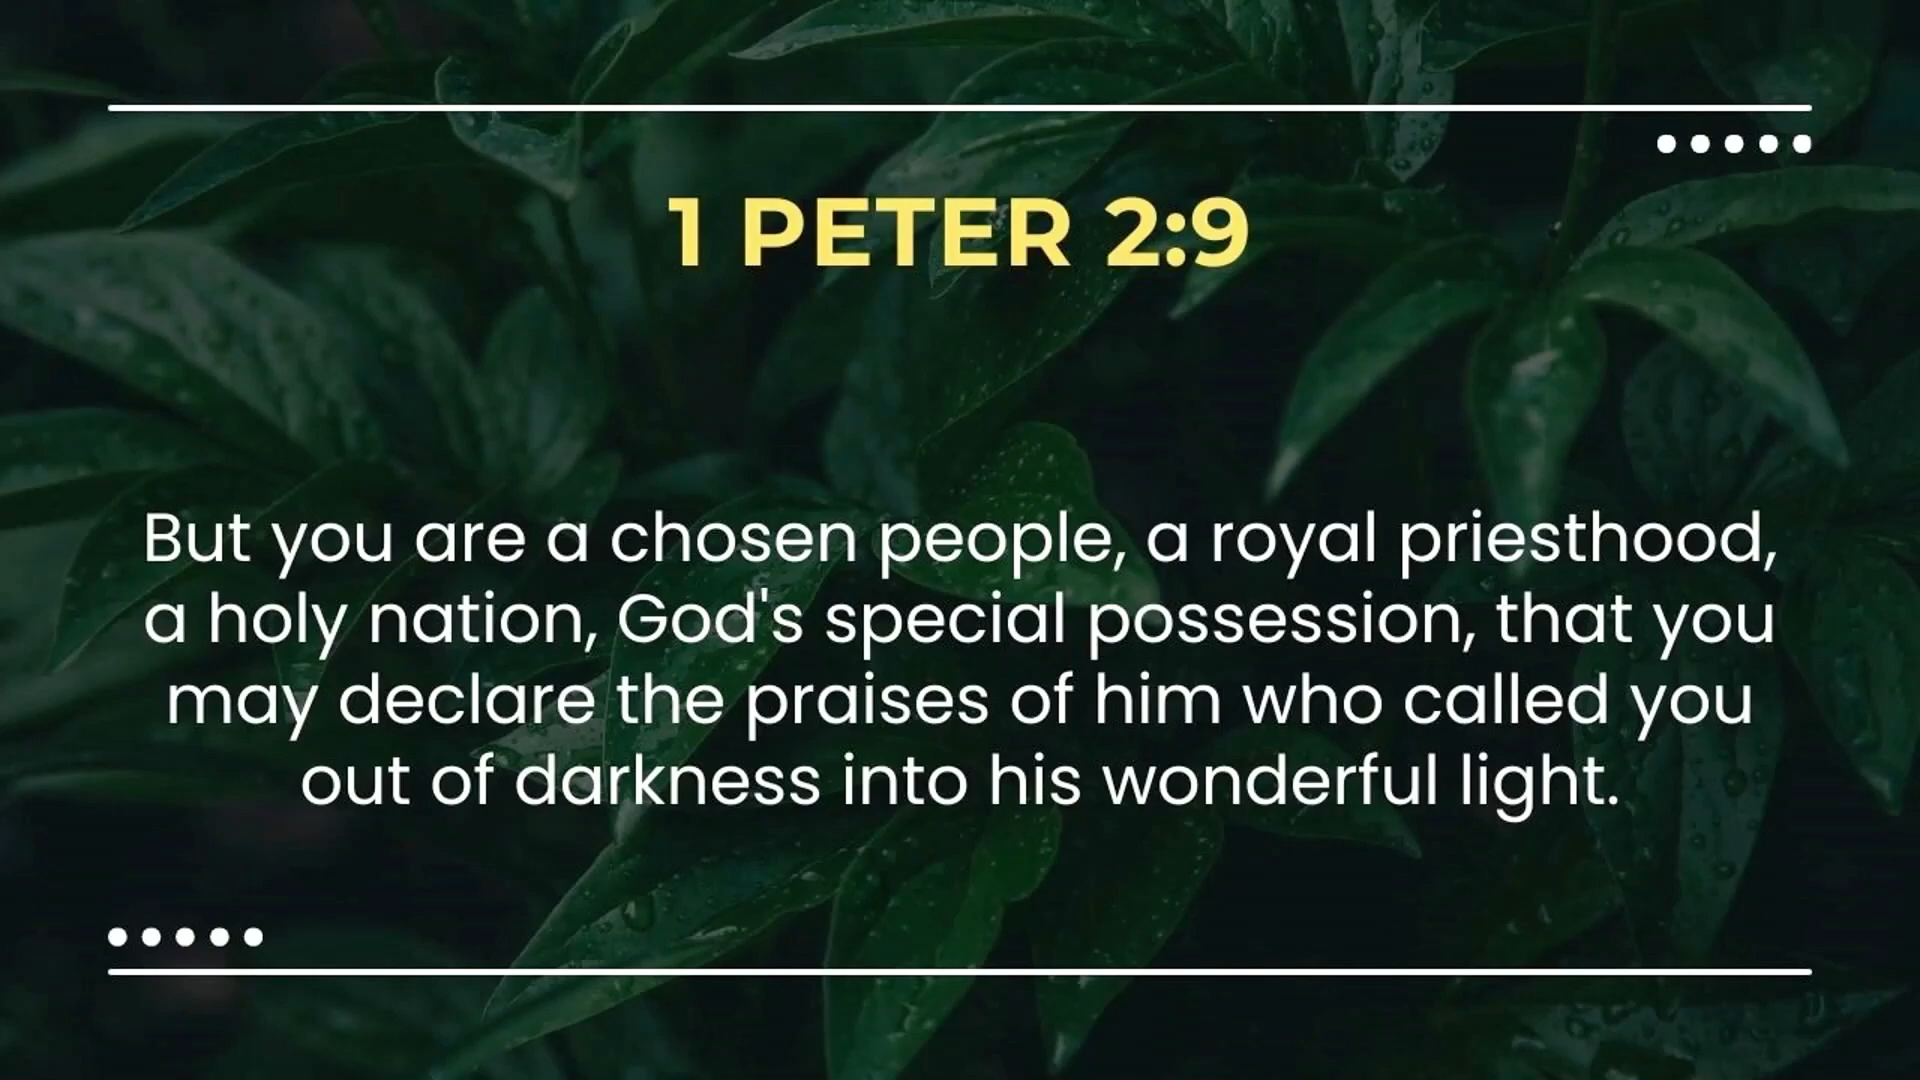 1 PETER 2:9
But you are a chosen people, a royal priesthood,
a holy nation, God's special possession, that you
may declare the praises of him who called you
out of darkness into his wonderful light.